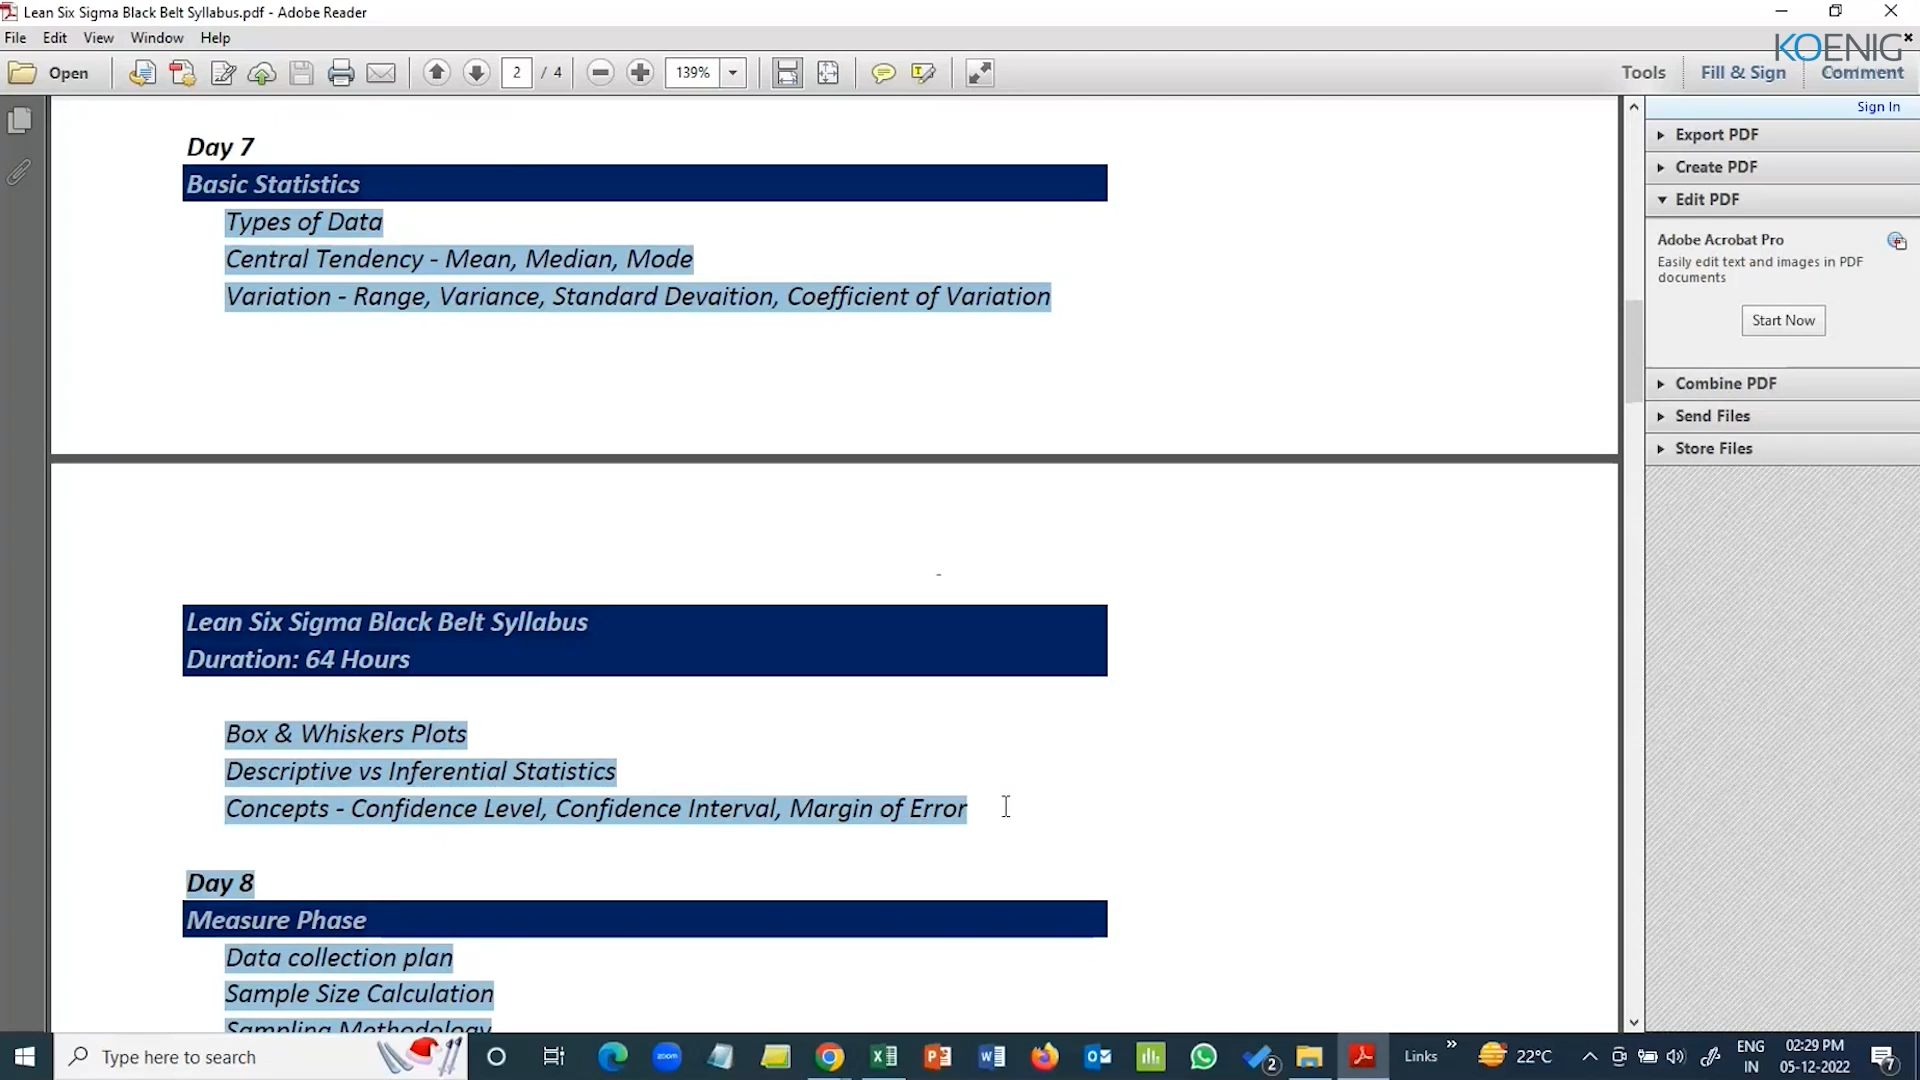 Lean Six Sigma Black Belt Syllabus.pdf - Adobe Reader
File Edit View Window Help
KOENIG
Open 2 / 4 139% Tools Fill & Sign Comment
Sign In
Export PDF
Create PDF
Edit PDF
Adobe Acrobat Pro
Easily edit text and images in PDF
documents
Start Now
Combine PDF
Send Files
Store Files
Day 7
Basic Statistics
Types of Data
Central Tendency - Mean, Median, Mode
Variation - Range, Variance, Standard Devaition, Coefficient of Variation
-
Lean Six Sigma Black Belt Syllabus
Duration: 64 Hours
Box & Whiskers Plots
Descriptive vs Inferential Statistics
Concepts - Confidence Level, Confidence Interval, Margin of Error
Day 8
Measure Phase
Data collection plan
Sample Size Calculation
Sampling Methodology
Type here to search
zoom
2
Links
22°C
ENG
IN
02:29 PM
05-12-2022
7